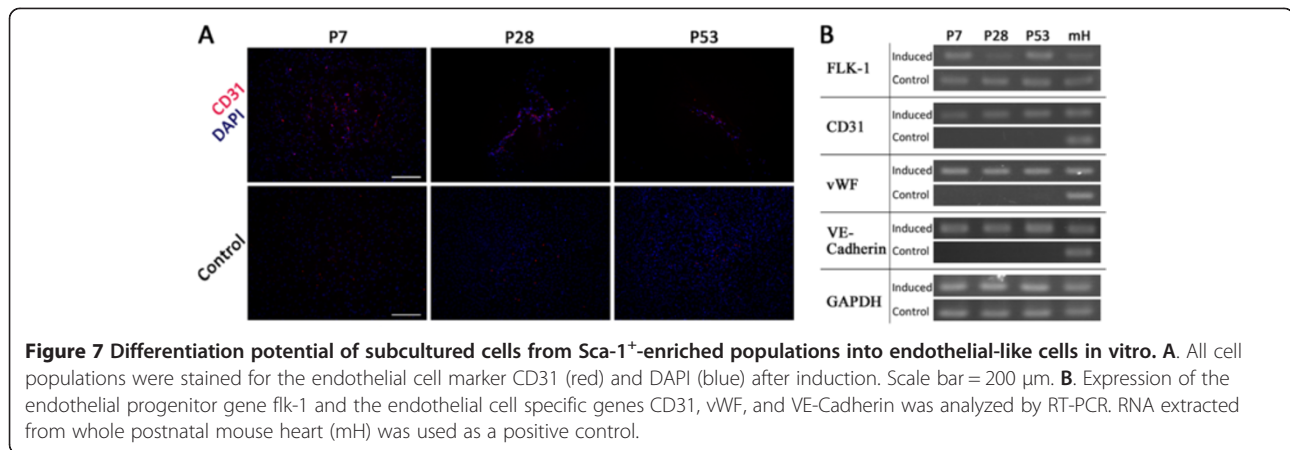 A
P7 P28 P53
CD31
DAPI
Control
B
P7 P28 P53 mH
FLK-1
Induced
Control
CD31
Induced
Control
vWF
Induced
Control
VE-
Cadherin
Induced
Control
GAPDH
Induced
Control
Figure 7 Differentiation potential of subcultured cells from Sca-1⁺-enriched populations into endothelial-like cells in vitro. A. All cell
populations were stained for the endothelial cell marker CD31 (red) and DAPI (blue) after induction. Scale bar = 200 μm. B. Expression of the
endothelial progenitor gene flk-1 and the endothelial cell specific genes CD31, vWF, and VE-Cadherin was analyzed by RT-PCR. RNA extracted
from whole postnatal mouse heart (mH) was used as a positive control.